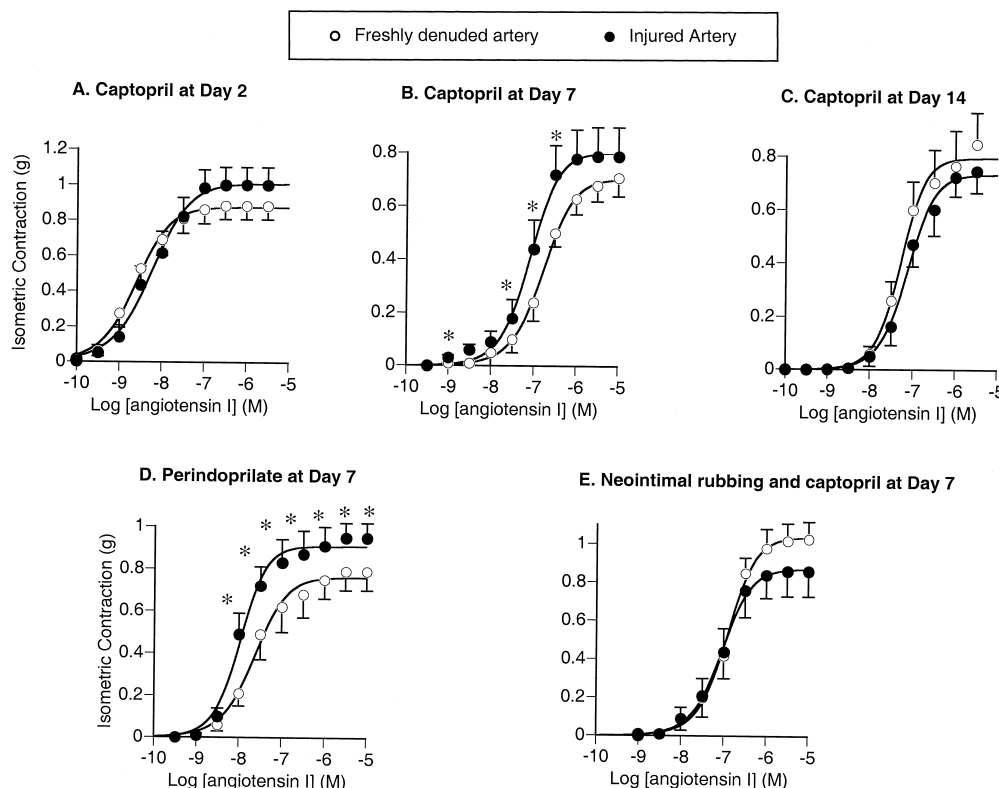 Freshly denuded artery Injured Artery
A. Captopril at Day 2
B. Captopril at Day 7
C. Captopril at Day 14
Isometric Contraction (g)
1.2
1
0.8
0.6
0.4
0.2
0
-10 -9 -8 -7 -6 -5
Log [angiotensin I] (M)
0.8
0.6
0.4
0.2
0
* * * *
-10 -9 -8 -7 -6 -5
Log [angiotensin I] (M)
0.8
0.6
0.4
0.2
0
-10 -9 -8 -7 -6 -5
Log [angiotensin I] (M)
D. Perindoprilate at Day 7
E. Neointimal rubbing and captopril at Day 7
Isometric Contraction (g)
1
0.8
0.6
0.4
0.2
0
* * * * * * * *
-10 -9 -8 -7 -6 -5
Log [angiotensin I] (M)
1
0.8
0.6
0.4
0.2
0
-10 -9 -8 -7 -6 -5
Log [angiotensin I] (M)